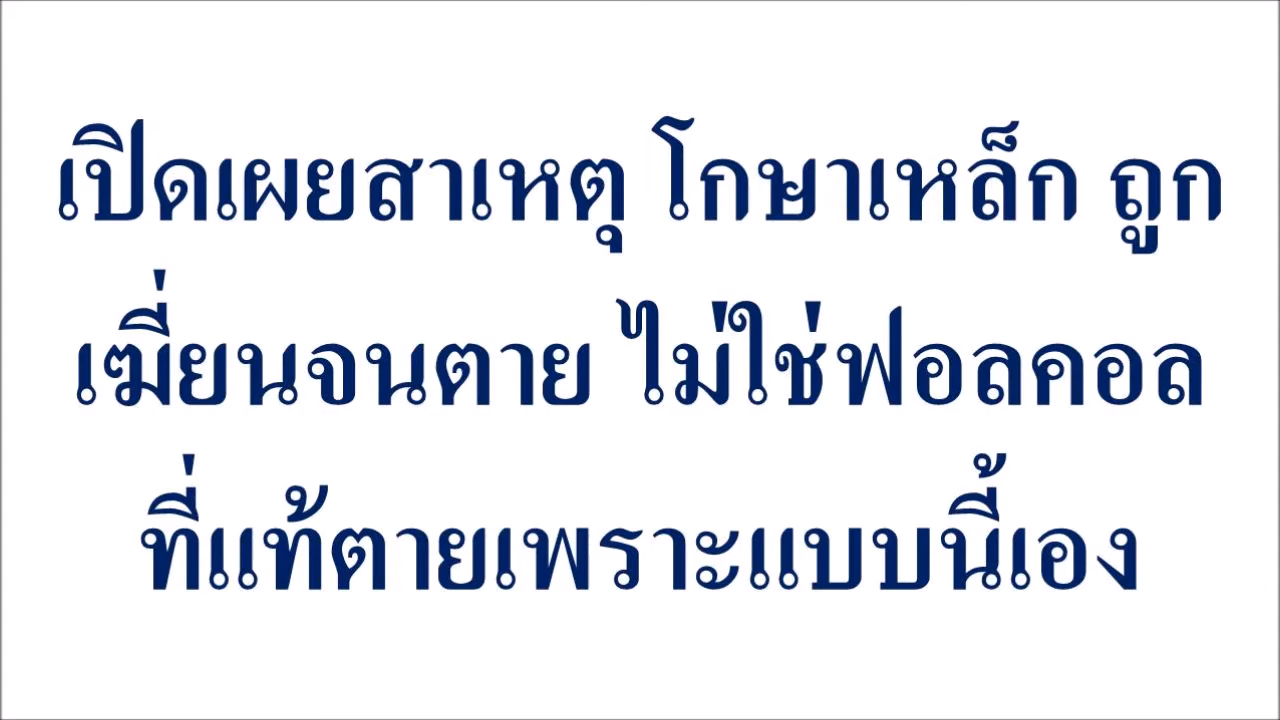 เปิดเผยสาเหตุ โกษาเหล็ก ถูก
เฆี่ยนจนตาย ไม่ใช่ฟอลคอล
ที่แท้ตายเพราะแบบนี้เอง